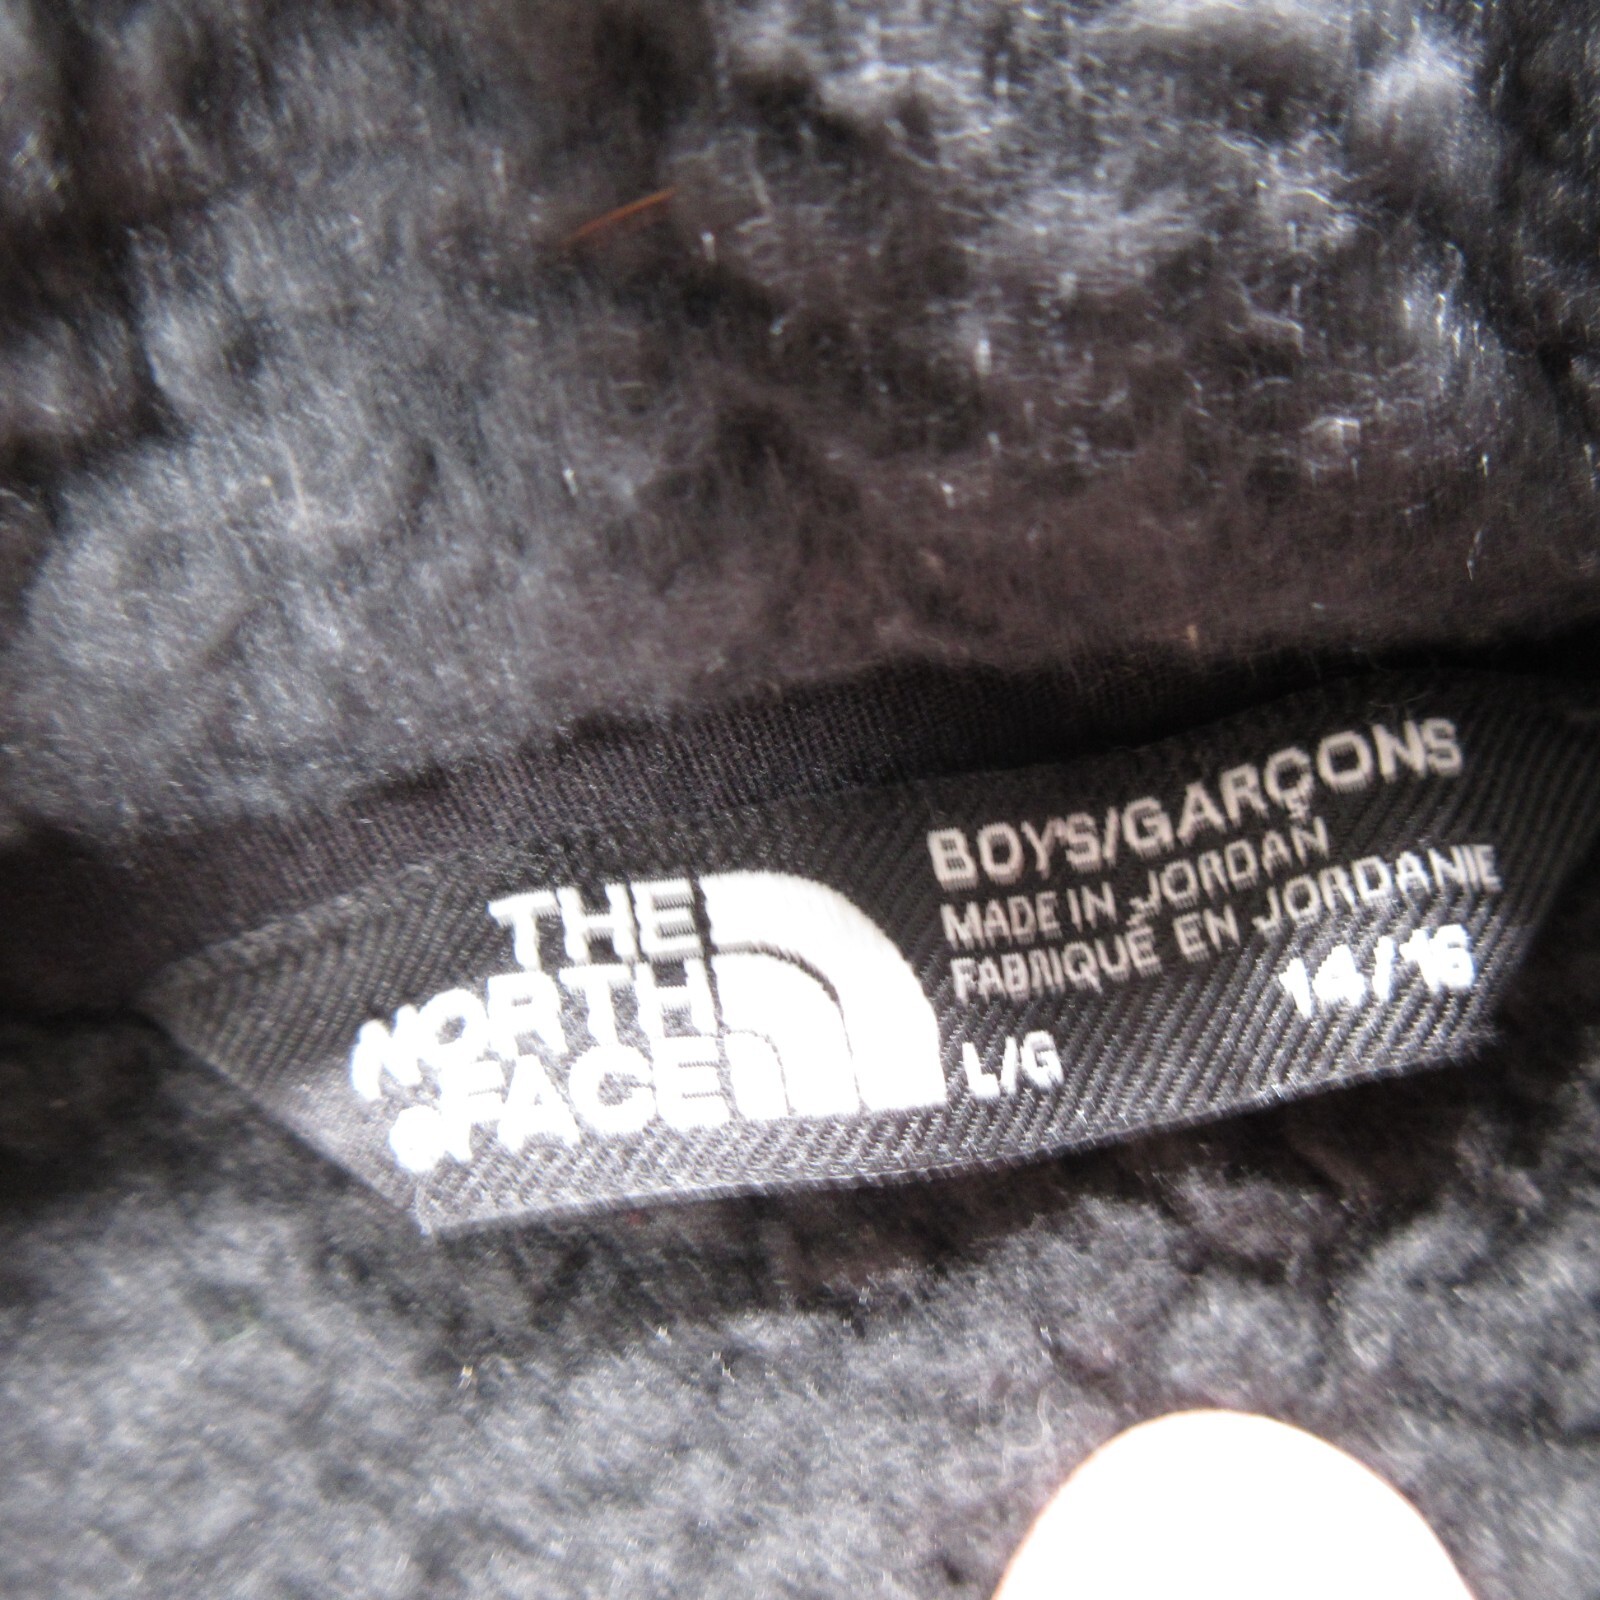 THE
NORTH
FACE
BOYS/GARÇONS
MADE IN JORDAN
FABRIQUÉ EN JORDANIE
L/G 14/16